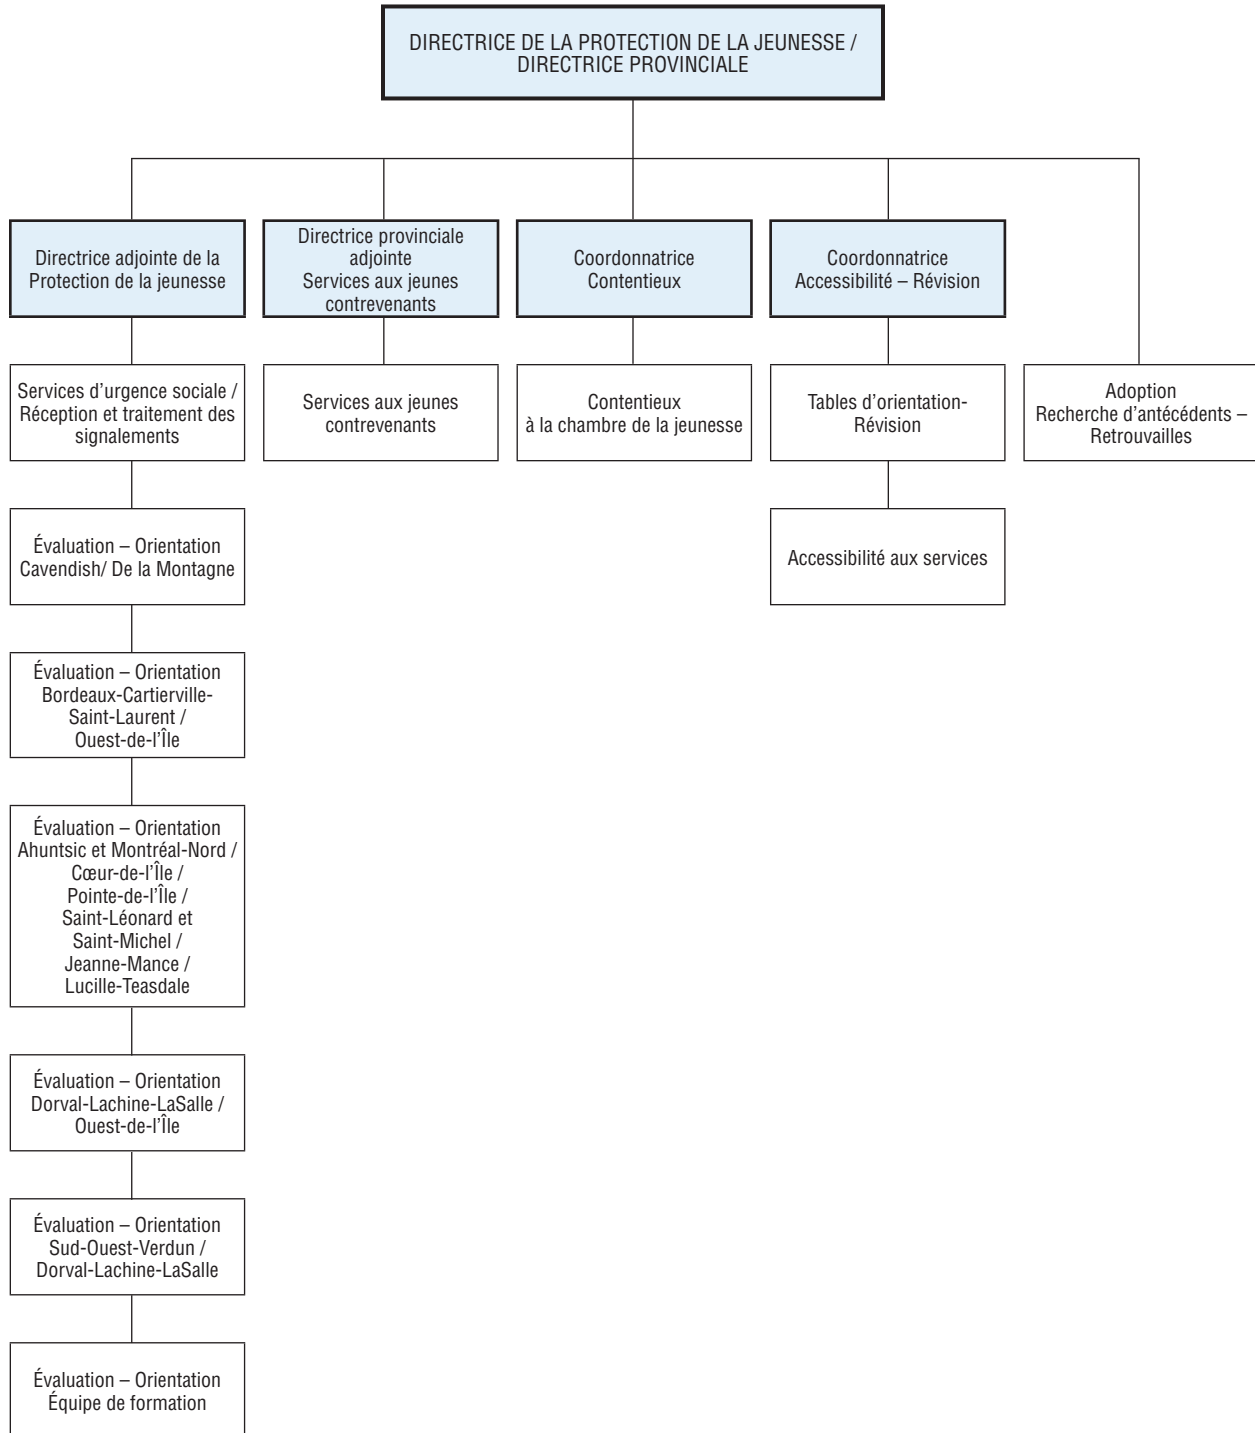 DIRECTRICE DE LA PROTECTION DE LA JEUNESSE /
DIRECTRICE PROVINCIALE
Directrice adjointe de la
Protection de la jeunesse
Directrice provinciale
adjointe
Services aux jeunes
contrevenants
Coordonnatrice
Contentieux
Coordonnatrice
Accessibilité – Révision
Services d'urgence sociale /
Réception et traitement des
signalements
Services aux jeunes
contrevenants
Contentieux
à la chambre de la jeunesse
Tables d'orientation-
Révision
Adoption
Recherche d'antécédents –
Retrouvailles
Évaluation – Orientation
Cavendish/ De la Montagne
Accessibilité aux services
Évaluation – Orientation
Bordeaux-Cartierville-
Saint-Laurent /
Ouest-de-l'Île
Évaluation – Orientation
Ahuntsic et Montréal-Nord /
Cœur-de-l'Île /
Pointe-de-l'Île /
Saint-Léonard et
Saint-Michel /
Jeanne-Mance /
Lucille-Teasdale
Évaluation – Orientation
Dorval-Lachine-LaSalle /
Ouest-de-l'Île
Évaluation – Orientation
Sud-Ouest-Verdun /
Dorval-Lachine-LaSalle
Évaluation – Orientation
Équipe de formation